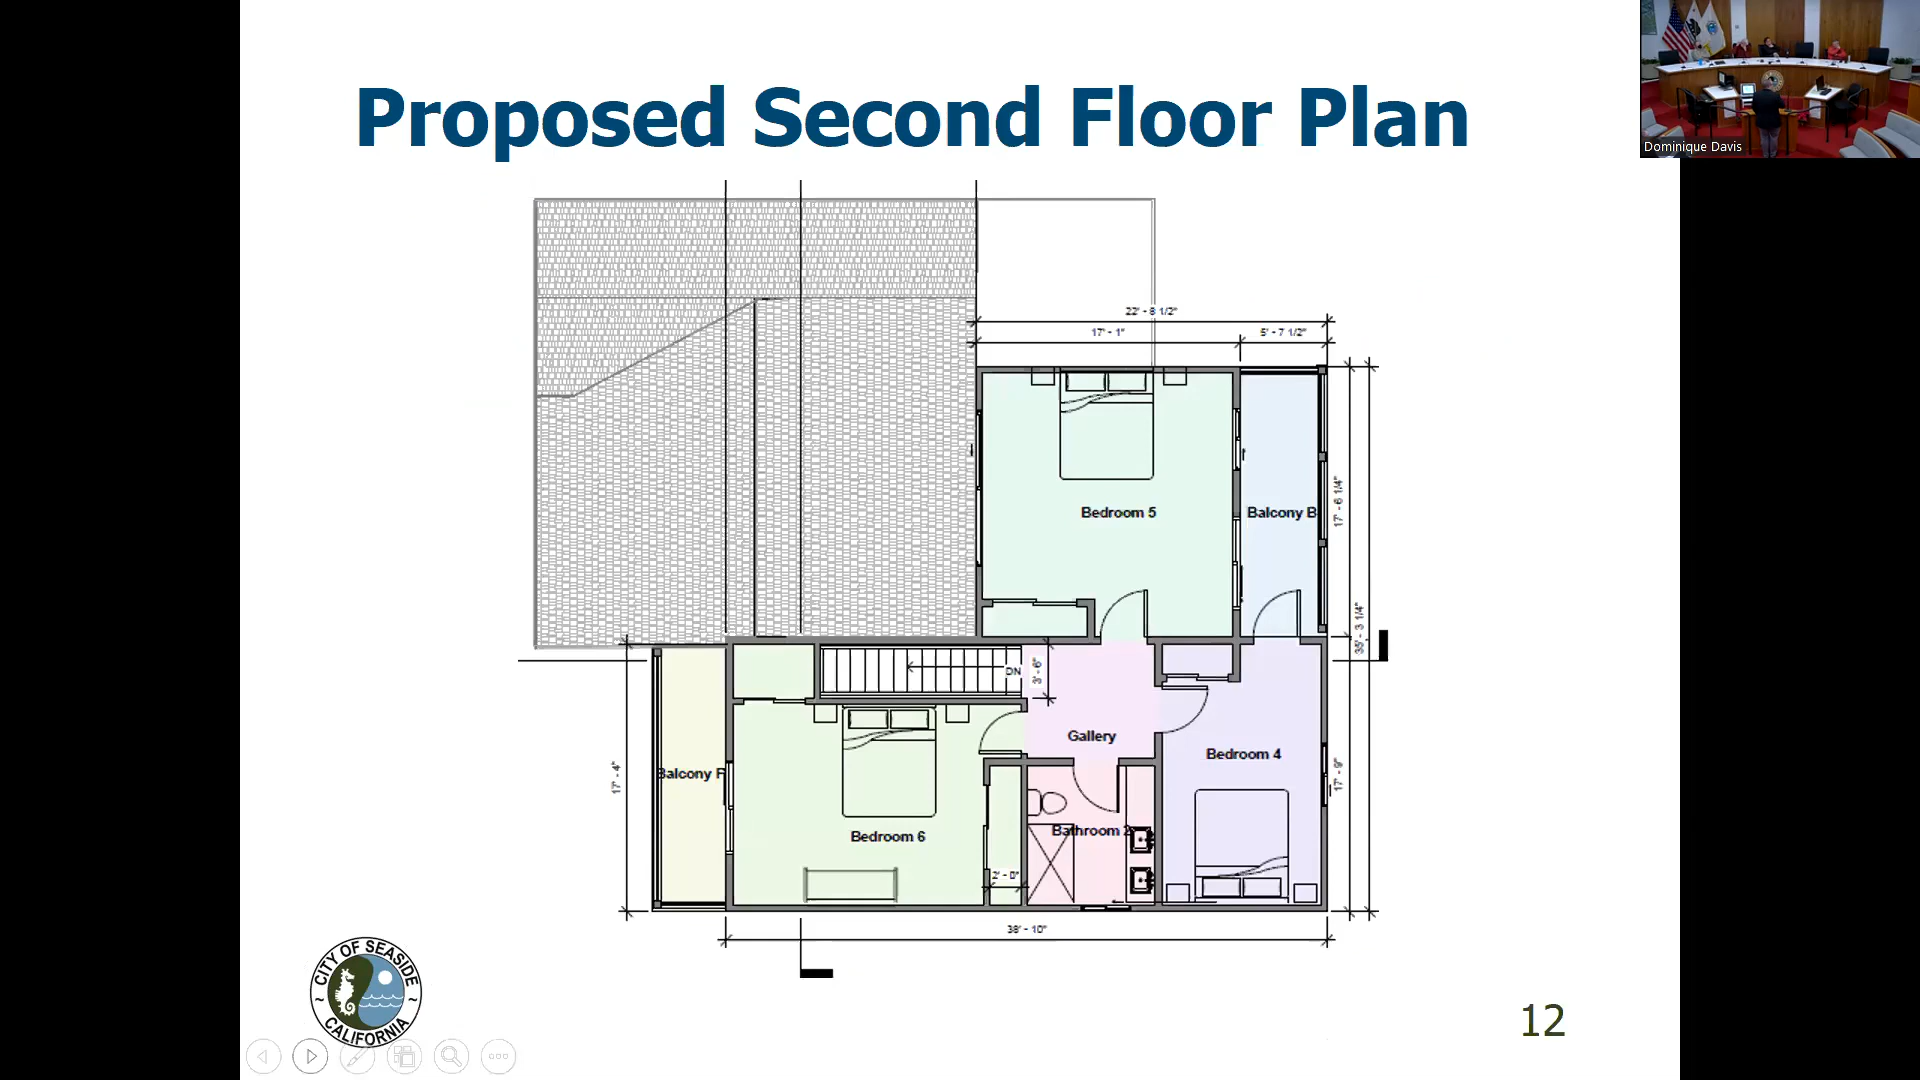 Proposed Second Floor Plan
Dominique Davis
22' - 8 1/2"
17' - 1"
5' - 7 1/2"
Bedroom 5
Balcony B
17' - 6 1/4"
35' - 3 1/4"
DN
3' - 6"
Gallery
Bedroom 4
17' - 9"
17' - 4"
Balcony F
Bedroom 6
Bathroom 2
2' - 0"
38' - 10"
CITY OF SEASIDE
CALIFORNIA
12